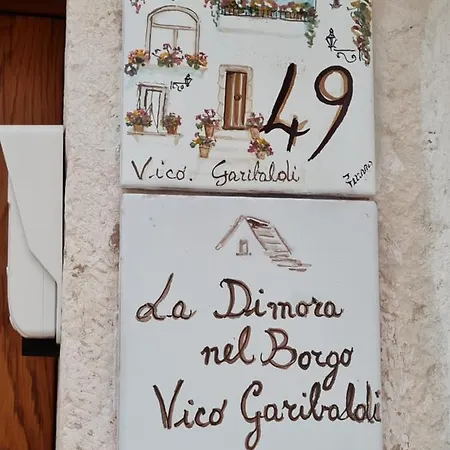 49
Vico. Garibaldi
La Dimora
nel Borgo
Vico Garibaldi